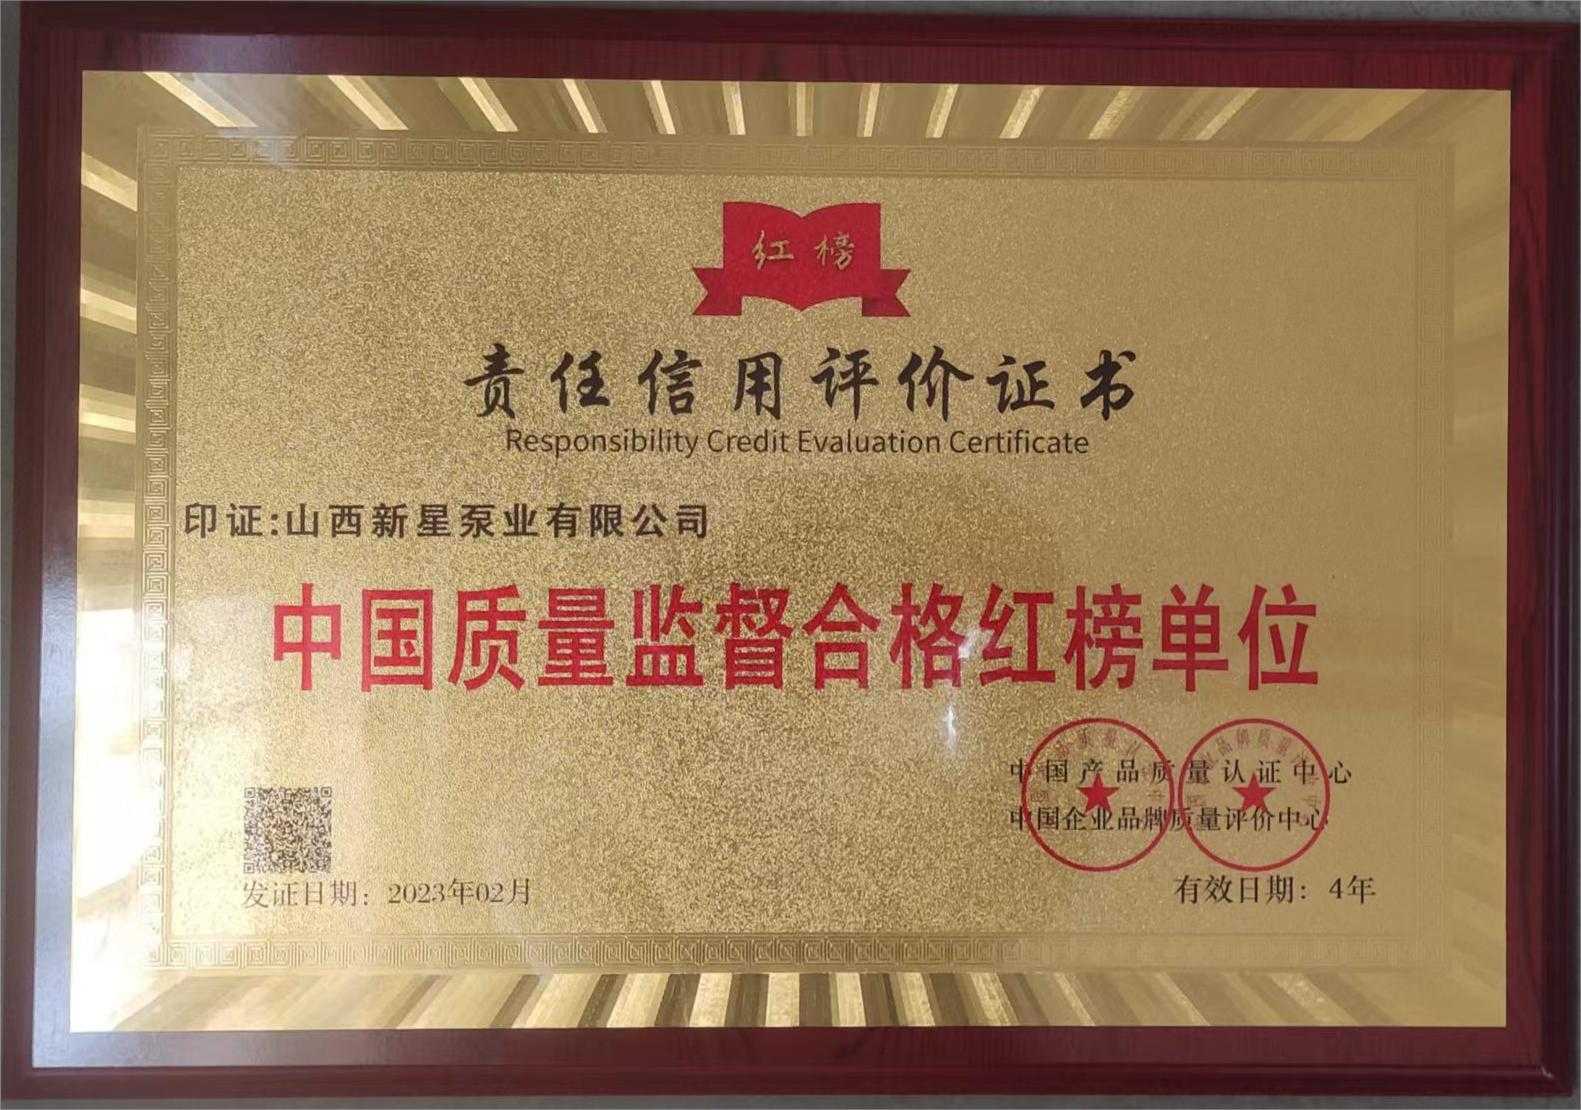 红榜
责任信用评价证书
Responsibility Credit Evaluation Certificate
印证:山西新星泵业有限公司
中国质量监督合格红榜单位
中国产品质量认证中心
中国企业品牌质量评价中心
发证日期：2023年02月
有效日期：4年